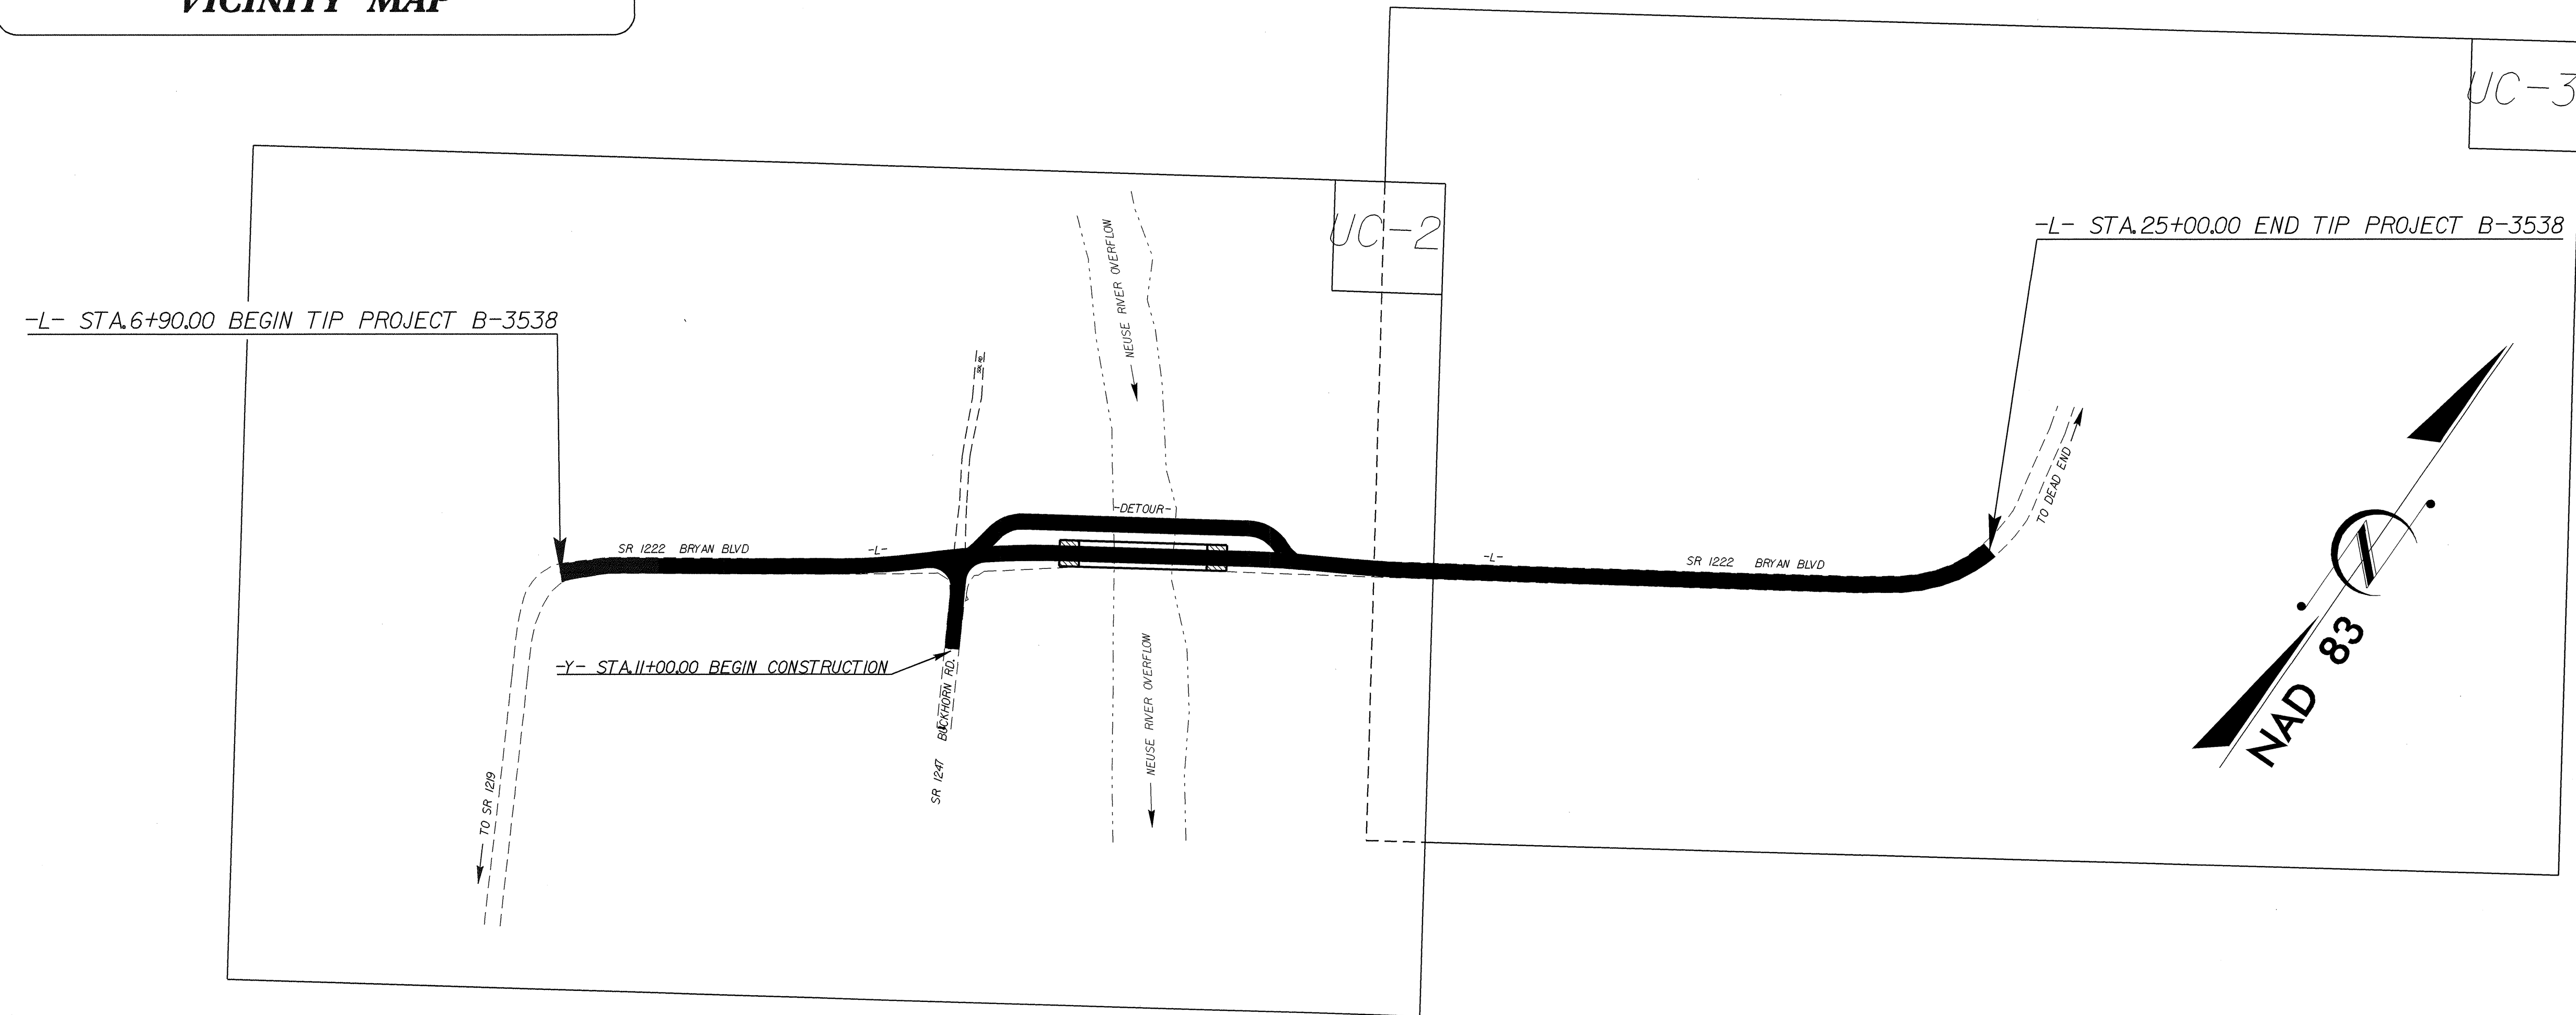 VICINITY MAP
UC-3
UC-2
-L- STA.25+00.00 END TIP PROJECT B-3538
-L- STA.6+90.00 BEGIN TIP PROJECT B-3538
NEUSE RIVER OVERFLOW
-DETOUR-
TO DEAD END
SR 1222 BRYAN BLVD
-L-
-L-
SR 1222 BRYAN BLVD
-Y- STA.11+00.00 BEGIN CONSTRUCTION
SR 1247 BUCKHORN RD.
NEUSE RIVER OVERFLOW
TO SR 1219
NAD 83